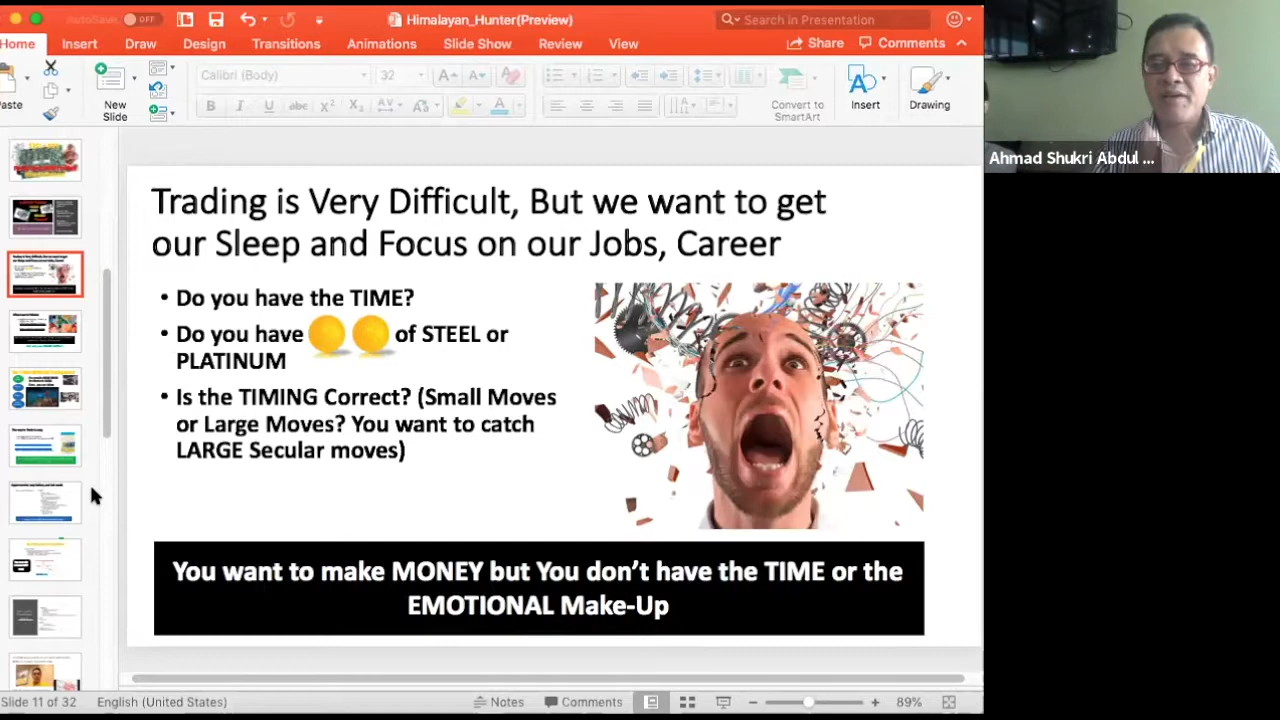 AutoSave OFF
Himalayan_Hunter(Preview)
Search in Presentation
Home Insert Draw Design Transitions Animations Slide Show Review View
Share Comments
Paste
New
Slide
Calibri (Body) 32
Convert to
SmartArt
Insert
Drawing
Ahmad Shukri Abdul ...
Trading is Very Difficult, But we want to get
our Sleep and Focus on our Jobs, Career
• Do you have the TIME?
• Do you have of STEEL or
PLATINUM
• Is the TIMING Correct? (Small Moves
or Large Moves? You want to catch
LARGE Secular moves)
You want to make MONEY but You don't have the TIME or the
EMOTIONAL Make-Up
Slide 11 of 32 English (United States) Notes Comments 89%